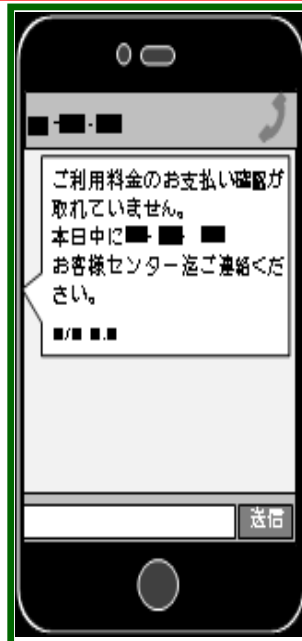 ご利用料金のお支払い確認が
取れていません。
本日中に
お客様センター迄ご連絡くだ
さい。
送信